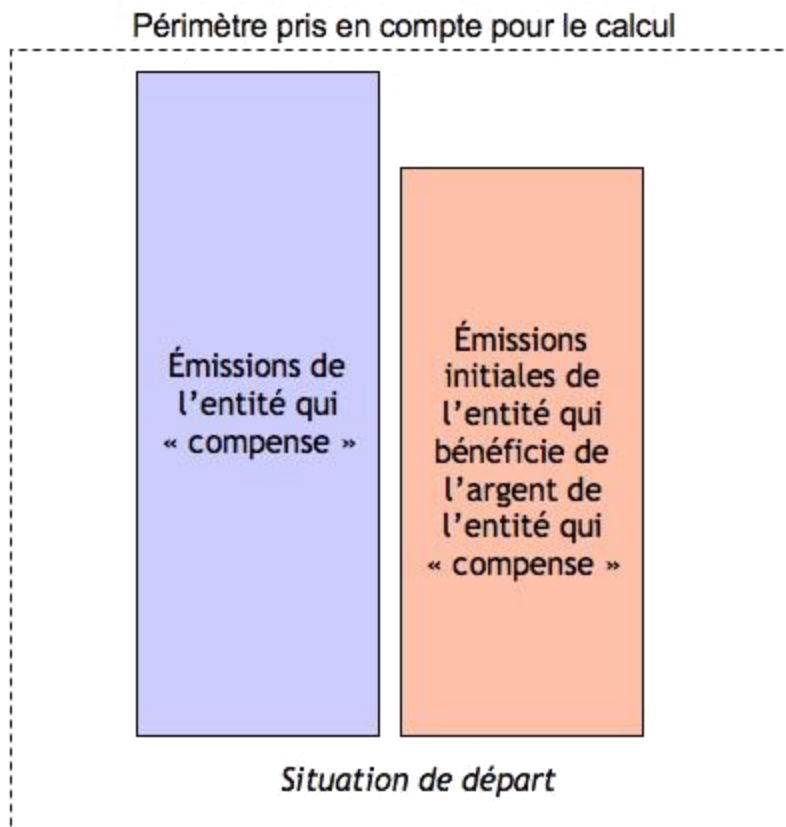 Périmètre pris en compte pour le calcul
Émissions de
l’entité qui
« compense »
Émissions
initiales de
l’entité qui
bénéficie de
l’argent de
l’entité qui
« compense »
Situation de départ